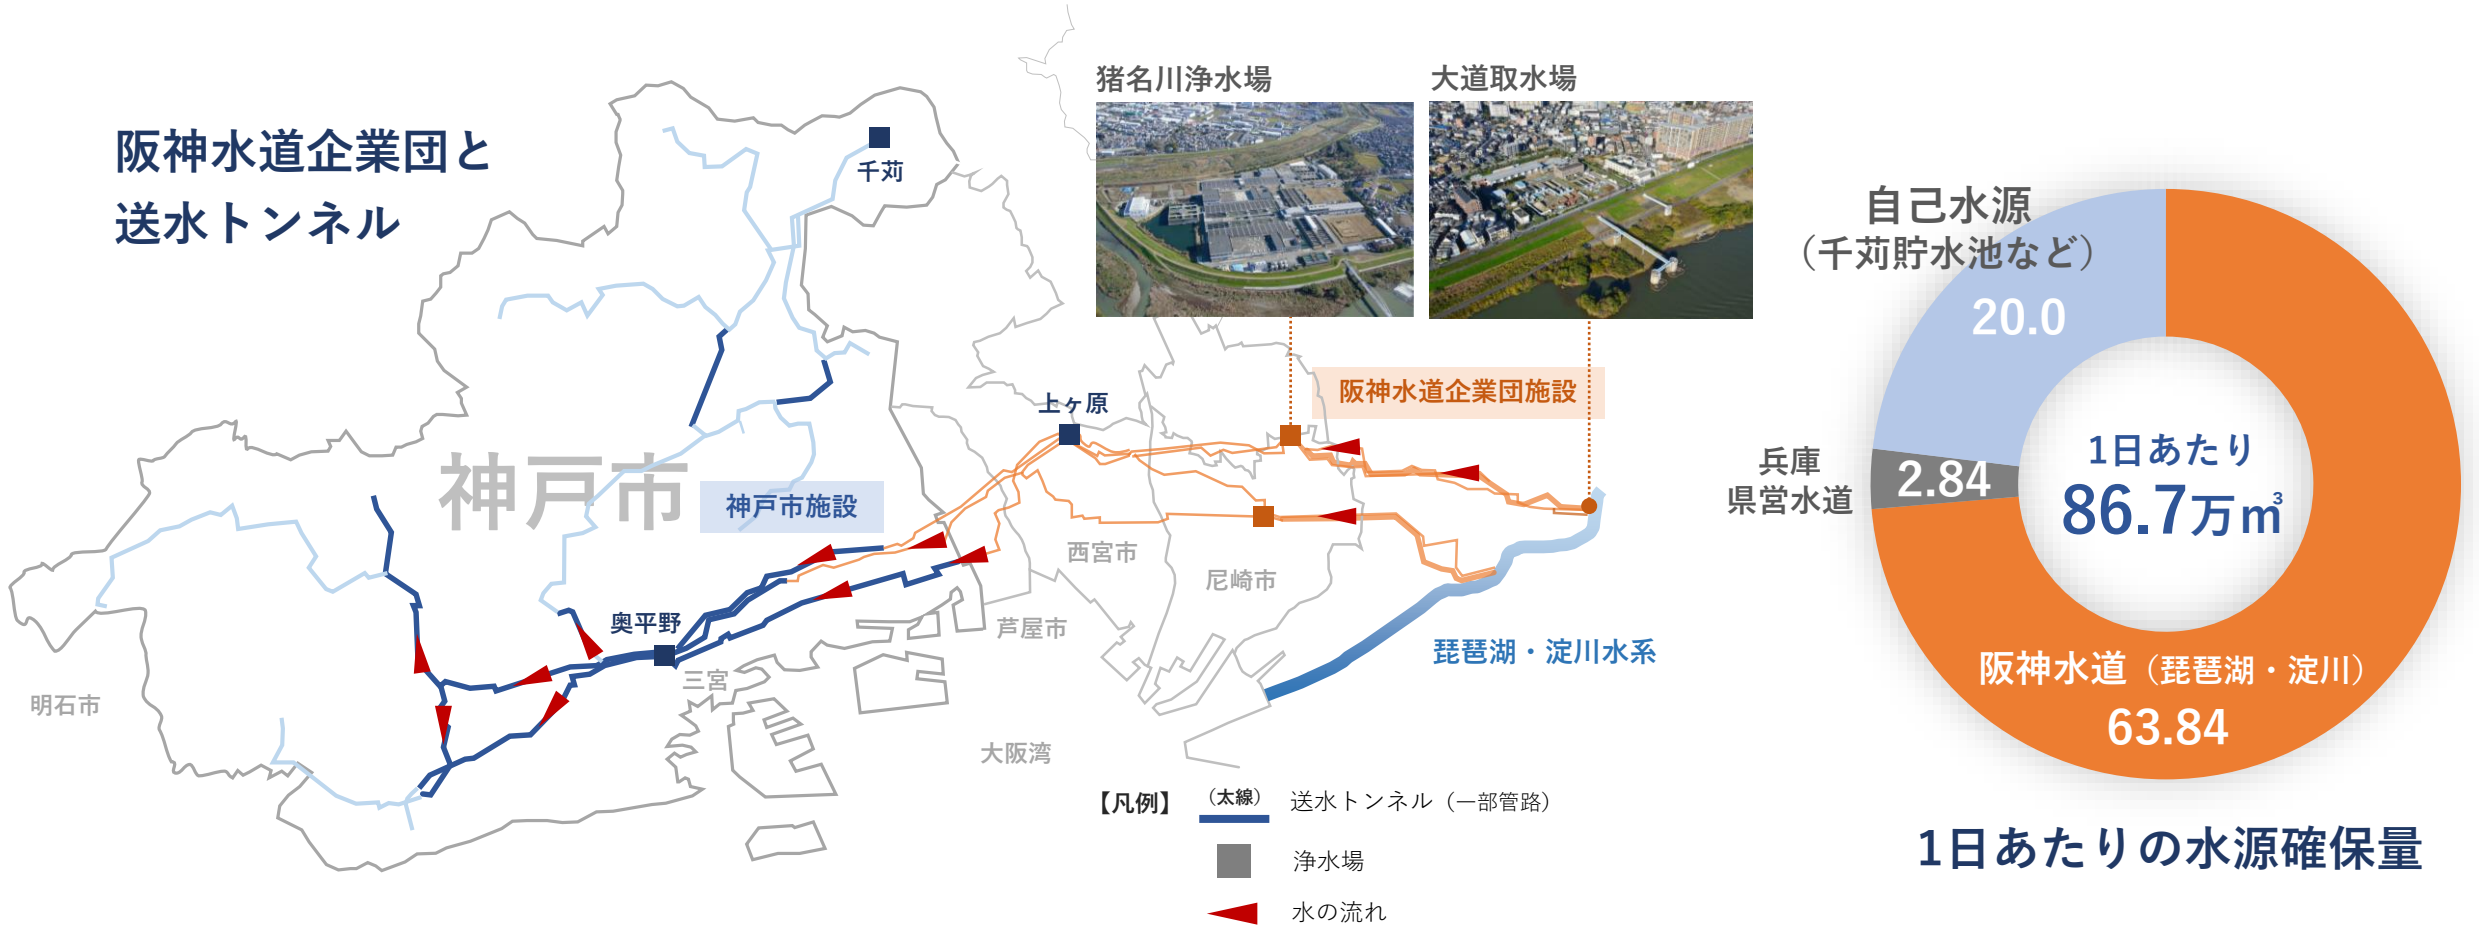 阪神水道企業団と
送水トンネル
猪名川浄水場
大道取水場
千苅
上ヶ原
阪神水道企業団施設
神戸市
神戸市施設
奥平野
三宮
明石市
西宮市
尼崎市
芦屋市
大阪湾
琵琶湖・淀川水系
【凡例】
（太線）
送水トンネル（一部管路）
浄水場
水の流れ
自己水源
（千苅貯水池など）
20.0
兵庫
県営水道
2.84
1日あたり
86.7万㎥
阪神水道（琵琶湖・淀川）
63.84
1日あたりの水源確保量